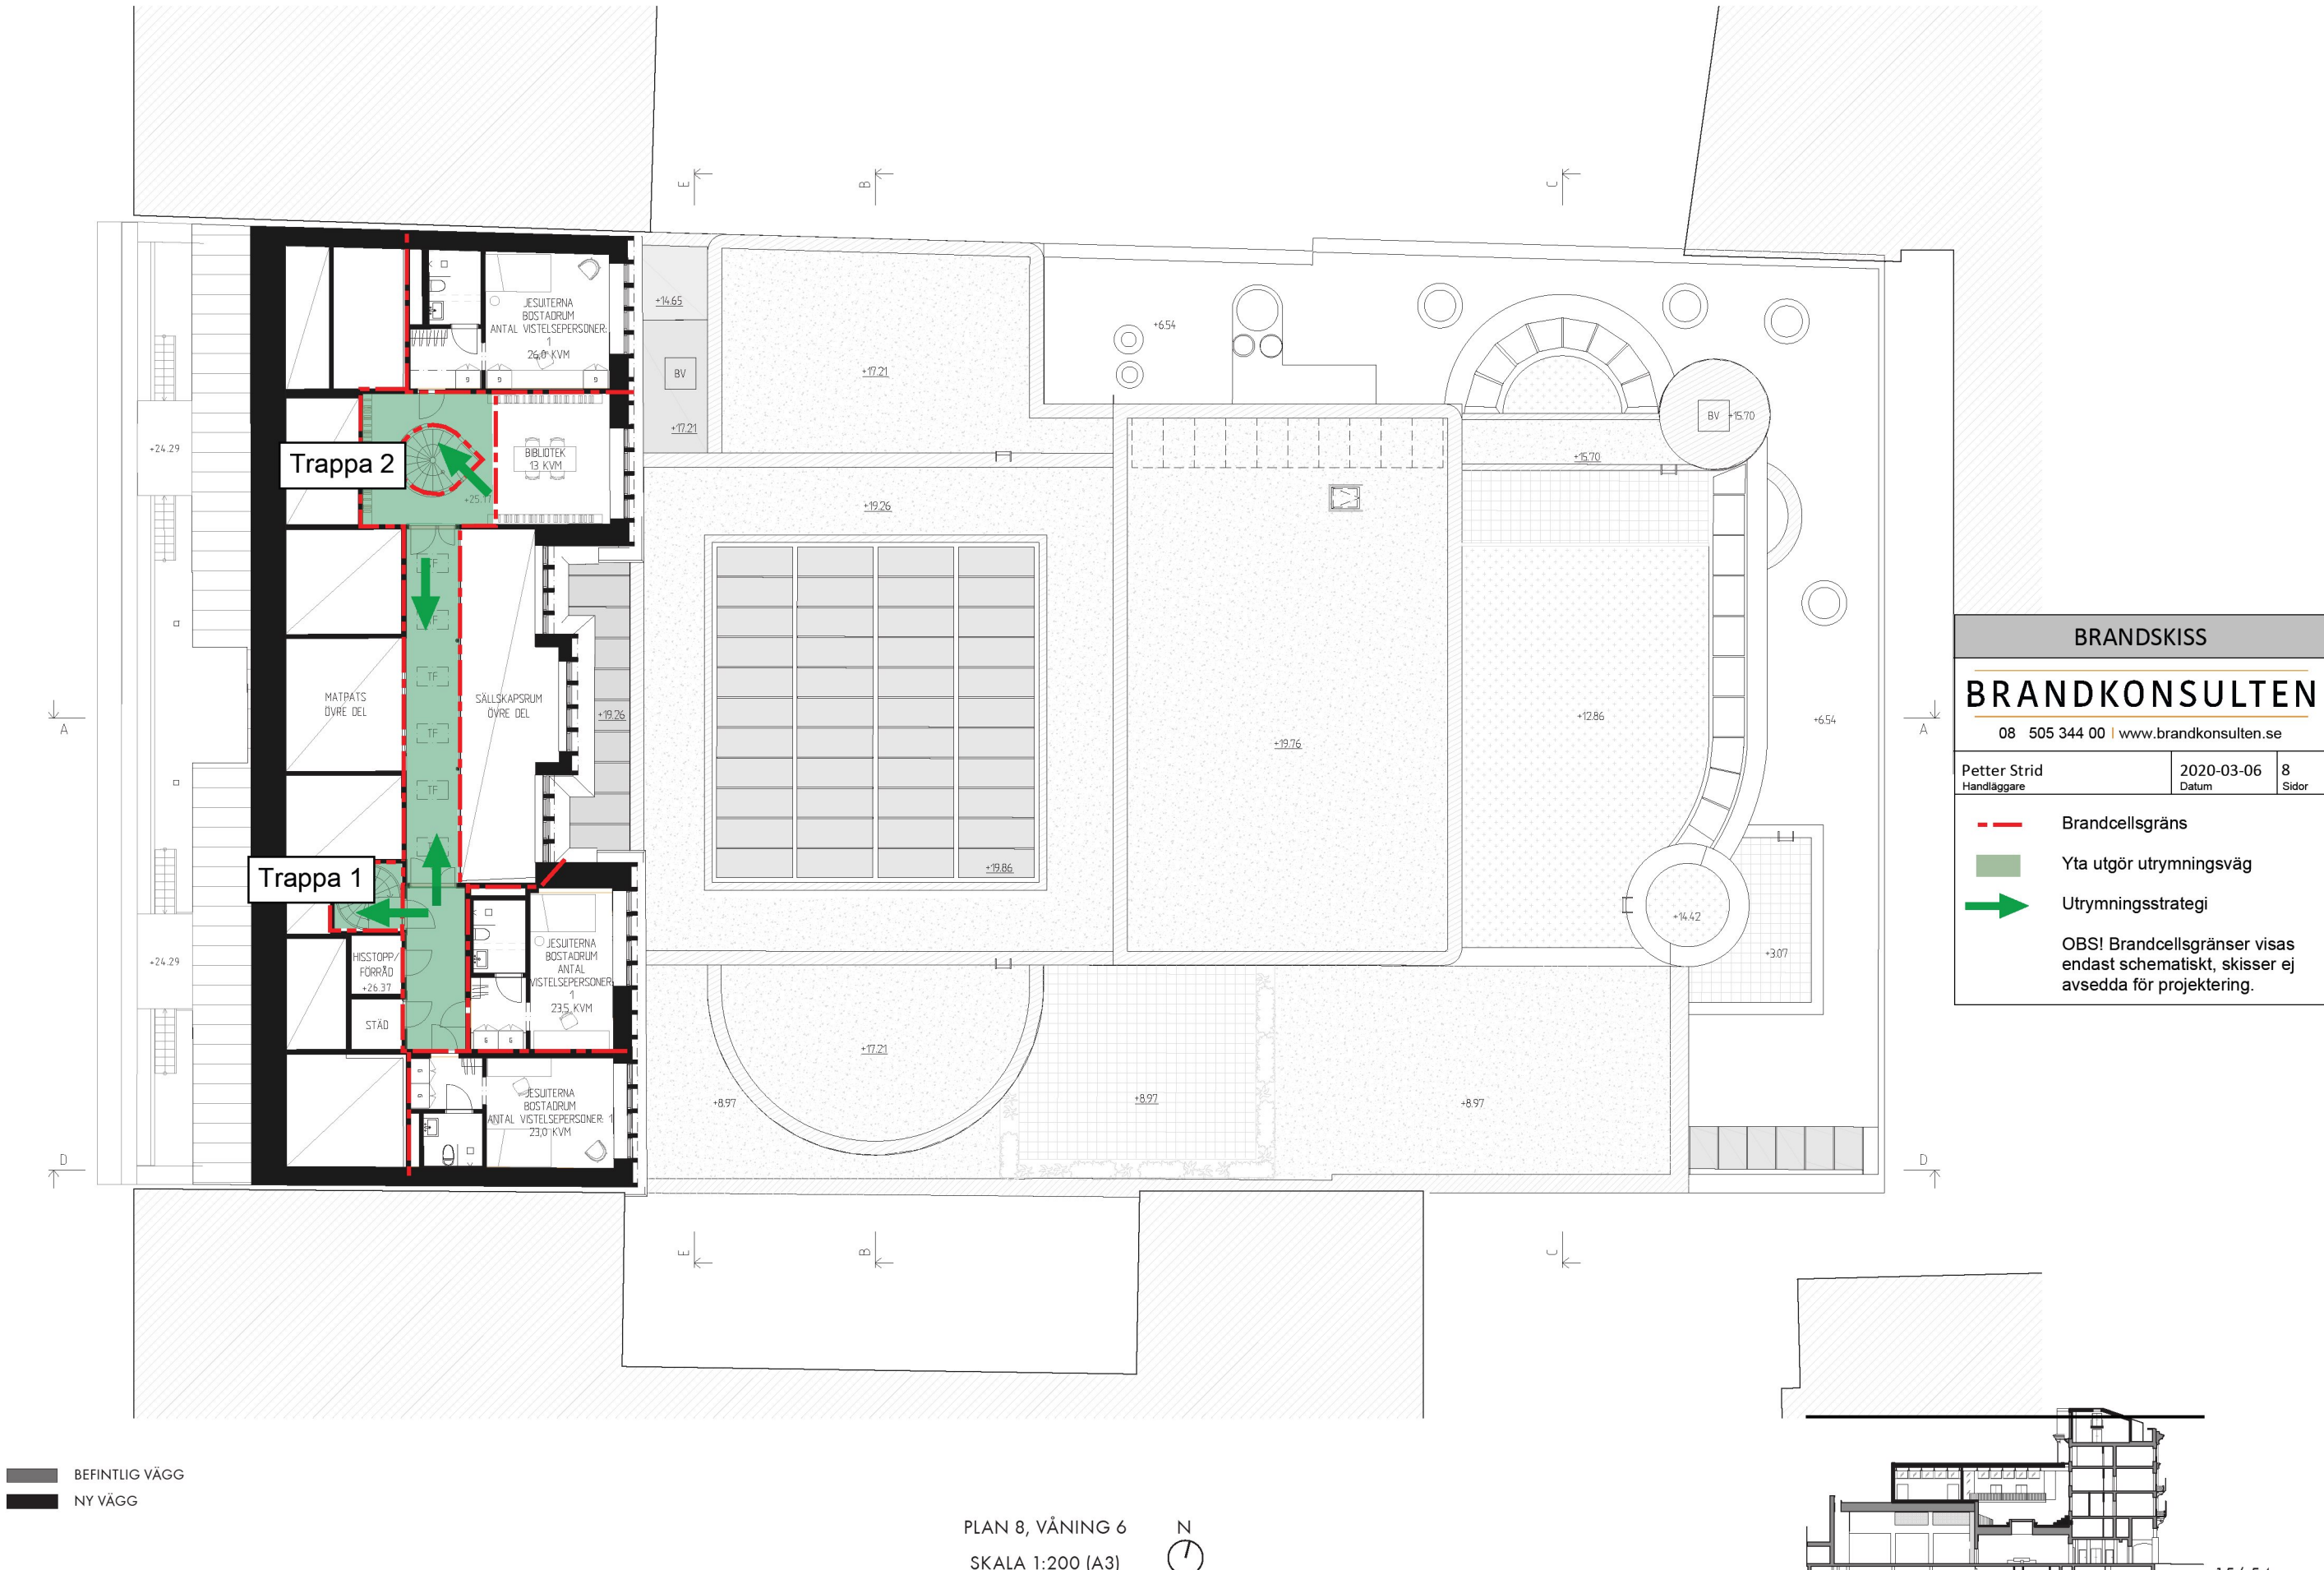 E
B
C
JESUITERNA
BOSTADRUM
ANTAL VISTELSEPERSONER:
1
26,0 KVM
+14.65
BV
+17.21
+17.21
+6.54
BV
+15.70
+15.70
+24.29
Trappa 2
BIBLIOTEK
13 KVM
+25.17
+19.26
TF
TF
TF
TF
TF
MATPATS
ÖVRE DEL
SÄLLSKAPSRUM
ÖVRE DEL
+19.26
A
+19.76
+12.86
+6.54
A
+19.86
Trappa 1
+14.42
+3.07
+24.29
HISSTOPP/
FÖRRÅD
+26.37
STÄD
JESUITERNA
BOSTADRUM
ANTAL
VISTELSEPERSONER:
1
23,5 KVM
G
G
JESUITERNA
BOSTADRUM
ANTAL VISTELSEPERSONER: 1
23,0 KVM
+17.21
+8.97
+8.97
+8.97
D
D
E
B
C
BRANDSKISS
BRANDKONSULTEN
08 505 344 00 | www.brandkonsulten.se
Petter Strid
Handläggare
2020-03-06
Datum
8
Sidor
Brandcellsgräns
Yta utgör utrymningsväg
Utrymningsstrategi
OBS! Brandcellsgränser visas
endast schematiskt, skisser ej
avsedda för projektering.
BEFINTLIG VÄGG
NY VÄGG
PLAN 8, VÅNING 6
SKALA 1:200 (A3)
N